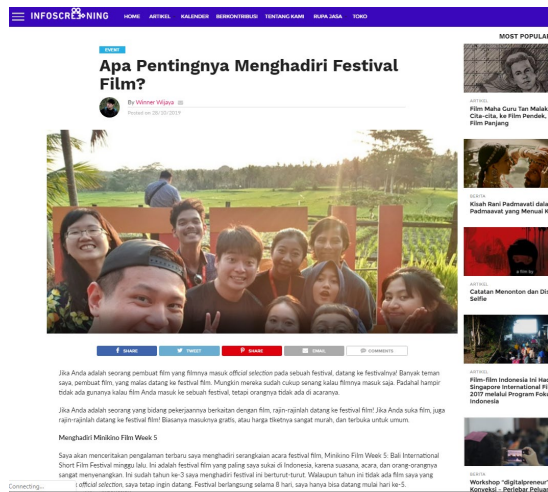 INFOSCREENING
HOME ARTIKEL KALENDER BERKONTRIBUSI TENTANG KAMI RUPA JASA TOKO
EVENT
Apa Pentingnya Menghadiri Festival
Film?
By Winner Wijaya
Posted on 28/10/2019
SHARE TWEET SHARE EMAIL COMMENTS
Jika Anda adalah seorang pembuat film yang filmnya masuk official selection pada sebuah festival, datang ke festivalnya! Banyak teman
saya, pembuat film, yang malas datang ke festival film. Mungkin mereka sudah cukup senang kalau filmnya masuk saja. Padahal hampir
tidak ada gunanya kalau film Anda masuk ke sebuah festival, tetapi orangnya tidak ada di acaranya.
Jika Anda adalah seorang yang bidang pekerjaannya berkaitan dengan film, rajin-rajinlah datang ke festival film! Jika Anda suka film, juga
rajin-rajinlah datang ke festival film! Biasanya masuknya gratis, atau harga tiketnya sangat murah, dan terbuka untuk umum.
Menghadiri Minikino Film Week 5
Saya akan menceritakan pengalaman terbaru saya menghadiri serangkaian acara festival film, Minikino Film Week 5: Bali International
Short Film Festival minggu lalu. Ini adalah festival film yang paling saya sukai di Indonesia, karena suasana, acara, dan orang-orangnya
sangat menyenangkan. Ini sudah tahun ke-3 saya menghadiri festival ini berturut-turut. Walaupun tahun ini tidak ada film saya yang
official selection, saya tetap ingin datang. Festival berlangsung selama 8 hari, saya hanya bisa datang mulai hari ke-5.
Connecting...
MOST POPULAR
ARTIKEL
Film Maha Guru Tan Malak
Cita-cita, ke Film Pendek,
Film Panjang
BERITA
Kisah Rani Padmavati dala
Padmaavat yang Menuai K
a film by
ARTIKEL
Catatan Menonton dan Dis
Selfie
ARTIKEL
Film-film Indonesia Ini Had
Singapore International Fi
2017 melalui Program Foku
Indonesia
BERITA
Workshop "digitalpreneur"
Konveksi – Perlebar Peluan